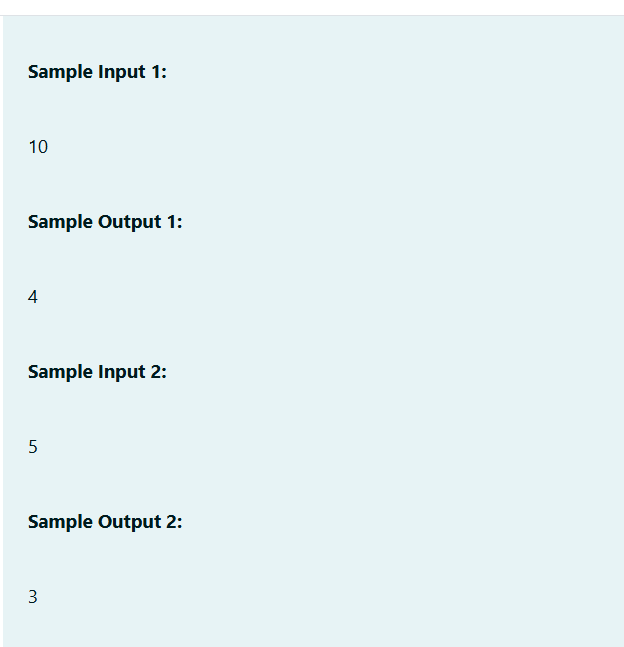 Sample Input 1:
10
Sample Output 1:
4
Sample Input 2:
5
Sample Output 2:
3